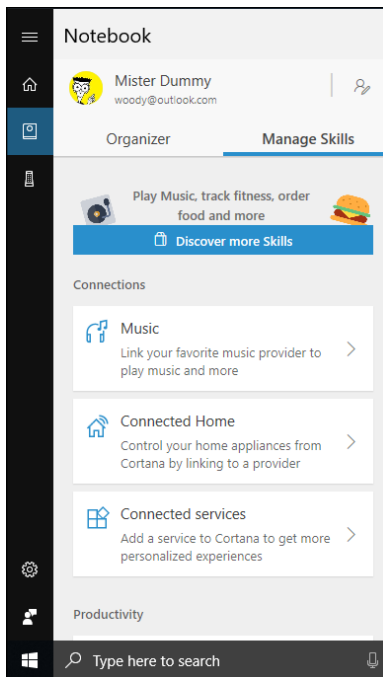 Notebook
Mister Dummy
woody@outlook.com
Organizer
Manage Skills
Play Music, track fitness, order
food and more
Discover more Skills
Connections
Music
Link your favorite music provider to
play music and more
Connected Home
Control your home appliances from
Cortana by linking to a provider
Connected services
Add a service to Cortana to get more
personalized experiences
Productivity
Type here to search